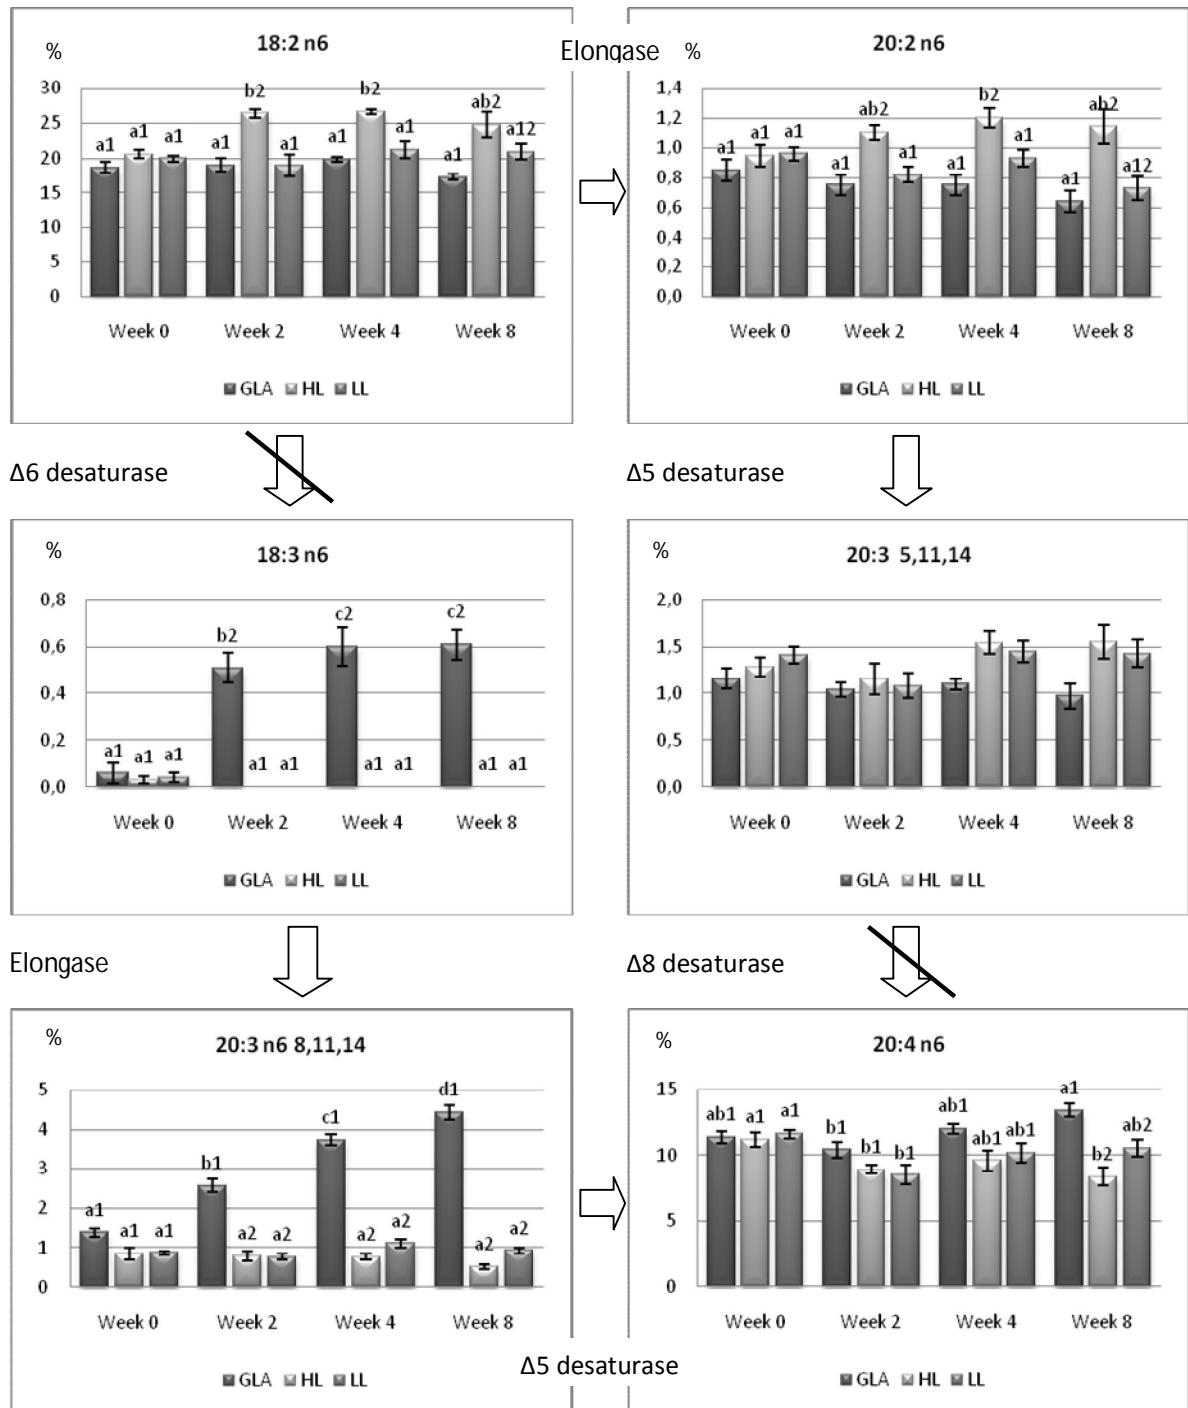 18:2 n6
%
30
25
20
15
10
5
0
a1 a1 a1 a1 b2 a1 a1 b2 a1 a1 ab2 a12
Week 0 Week 2 Week 4 Week 8
GLA HL LL
Elongase
20:2 n6
%
1,4
1,2
1,0
0,8
0,6
0,4
0,2
0,0
a1 a1 a1 a1 ab2 a1 a1 b2 a1 a1 ab2 a12
Week 0 Week 2 Week 4 Week 8
GLA HL LL
Δ6 desaturase
Δ5 desaturase
18:3 n6
%
0,8
0,6
0,4
0,2
0,0
a1 a1 a1 b2 a1 a1 c2 a1 a1 c2 a1 a1
Week 0 Week 2 Week 4 Week 8
GLA HL LL
20:3 5,11,14
%
2,0
1,5
1,0
0,5
0,0
Week 0 Week 2 Week 4 Week 8
GLA HL LL
Elongase
Δ8 desaturase
20:3 n6 8,11,14
%
5
4
3
2
1
0
a1 a1 a1 b1 a2 a2 c1 a2 a2 d1 a2 a2
Week 0 Week 2 Week 4 Week 8
GLA HL LL
Δ5 desaturase
20:4 n6
%
15
10
5
0
ab1 a1 a1 b1 b1 b1 ab1 ab1 ab1 a1 b2 ab2
Week 0 Week 2 Week 4 Week 8
GLA HL LL